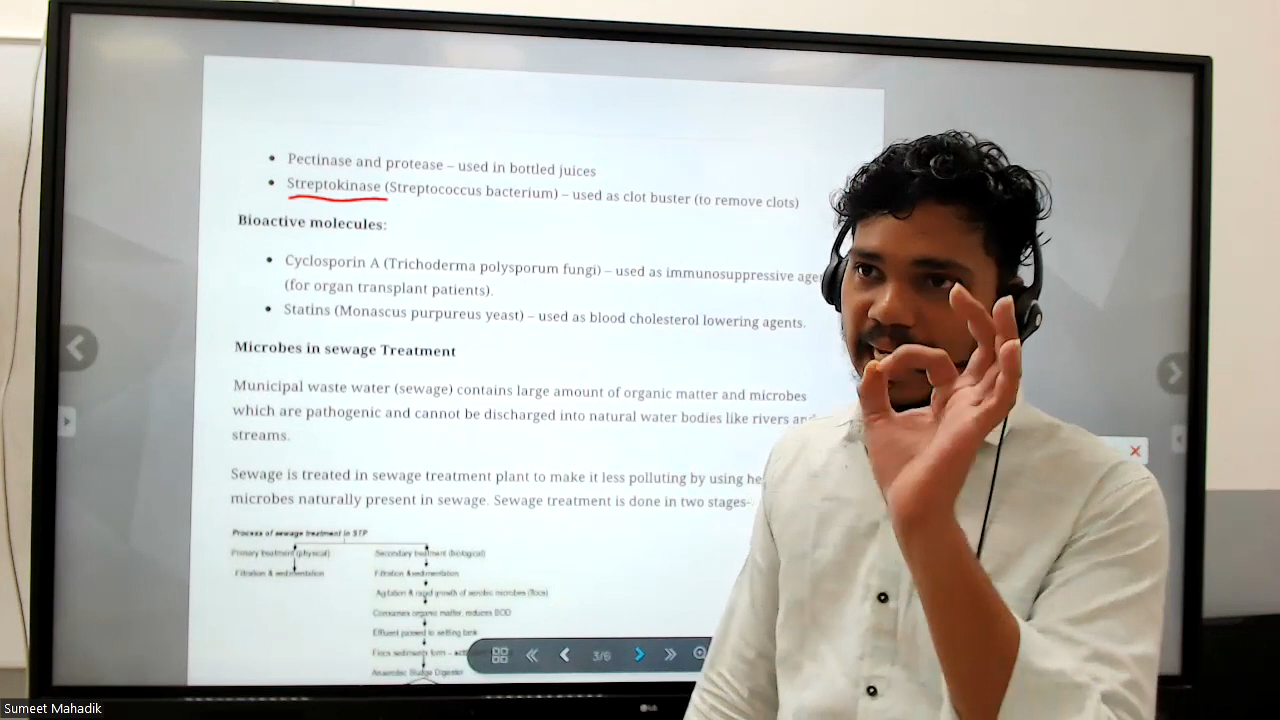 Pectinase and protease – used in bottled juices
Streptokinase (Streptococcus bacterium) – used as clot buster (to remove clots)
Bioactive molecules:
Cyclosporin A (Trichoderma polysporum fungi) – used as immunosuppressive
(for organ transplant patients).
Statins (Monascus purpureus yeast) – used as blood cholesterol lowering agents.
Microbes in sewage Treatment
Municipal waste water (sewage) contains large amount of organic matter and microbes
which are pathogenic and cannot be discharged into natural water bodies like rivers
streams.
Sewage is treated in sewage treatment plant to make it less polluting by using
microbes naturally present in sewage. Sewage treatment is done in two stages-
Process of sewage treatment in STP
Primary treatment (physical)
Secondary treatment (biological)
Filtration & sedimentation
Filtration & sedimentation
Agitation & rapid growth of aerobic microbes (flocs)
Consumes organic matter, reduces BOD
Effluent passed to settling tank
Flocs sediments form –
Anaerobic Sludge Digester
3/6
LG
Sumeet Mahadik